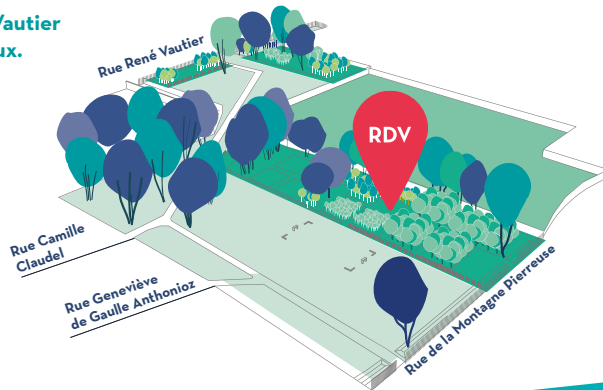 Vautier
ux.
Rue René Vautier
RDV
Rue Camille
Claudel
Rue Geneviève
de Gaulle Anthonioz
Rue de la Montagne Pierreuse